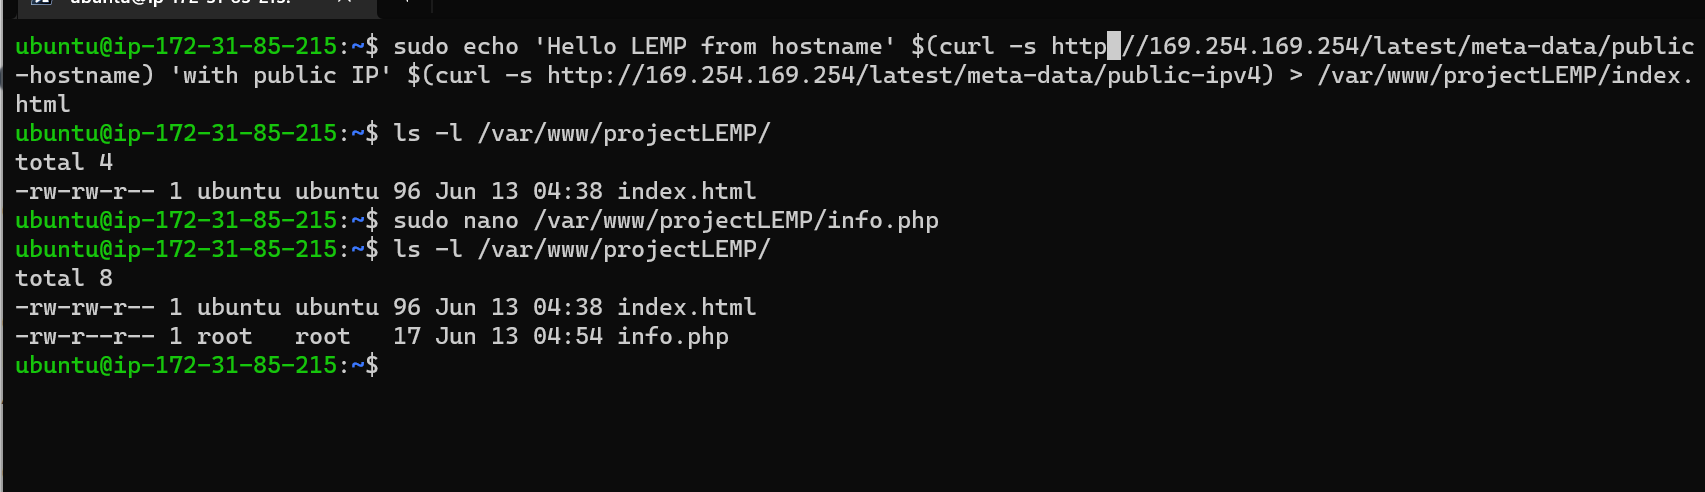 ubuntu@ip-172-31-85-215:
ubuntu@ip-172-31-85-215:~$ sudo echo 'Hello LEMP from hostname' $(curl -s http //169.254.169.254/latest/meta-data/public
-hostname) 'with public IP' $(curl -s http://169.254.169.254/latest/meta-data/public-ipv4) > /var/www/projectLEMP/index.
html
ubuntu@ip-172-31-85-215:~$ ls -l /var/www/projectLEMP/
total 4
-rw-rw-r-- 1 ubuntu ubuntu 96 Jun 13 04:38 index.html
ubuntu@ip-172-31-85-215:~$ sudo nano /var/www/projectLEMP/info.php
ubuntu@ip-172-31-85-215:~$ ls -l /var/www/projectLEMP/
total 8
-rw-rw-r-- 1 ubuntu ubuntu 96 Jun 13 04:38 index.html
-rw-r--r-- 1 root   root   17 Jun 13 04:54 info.php
ubuntu@ip-172-31-85-215:~$